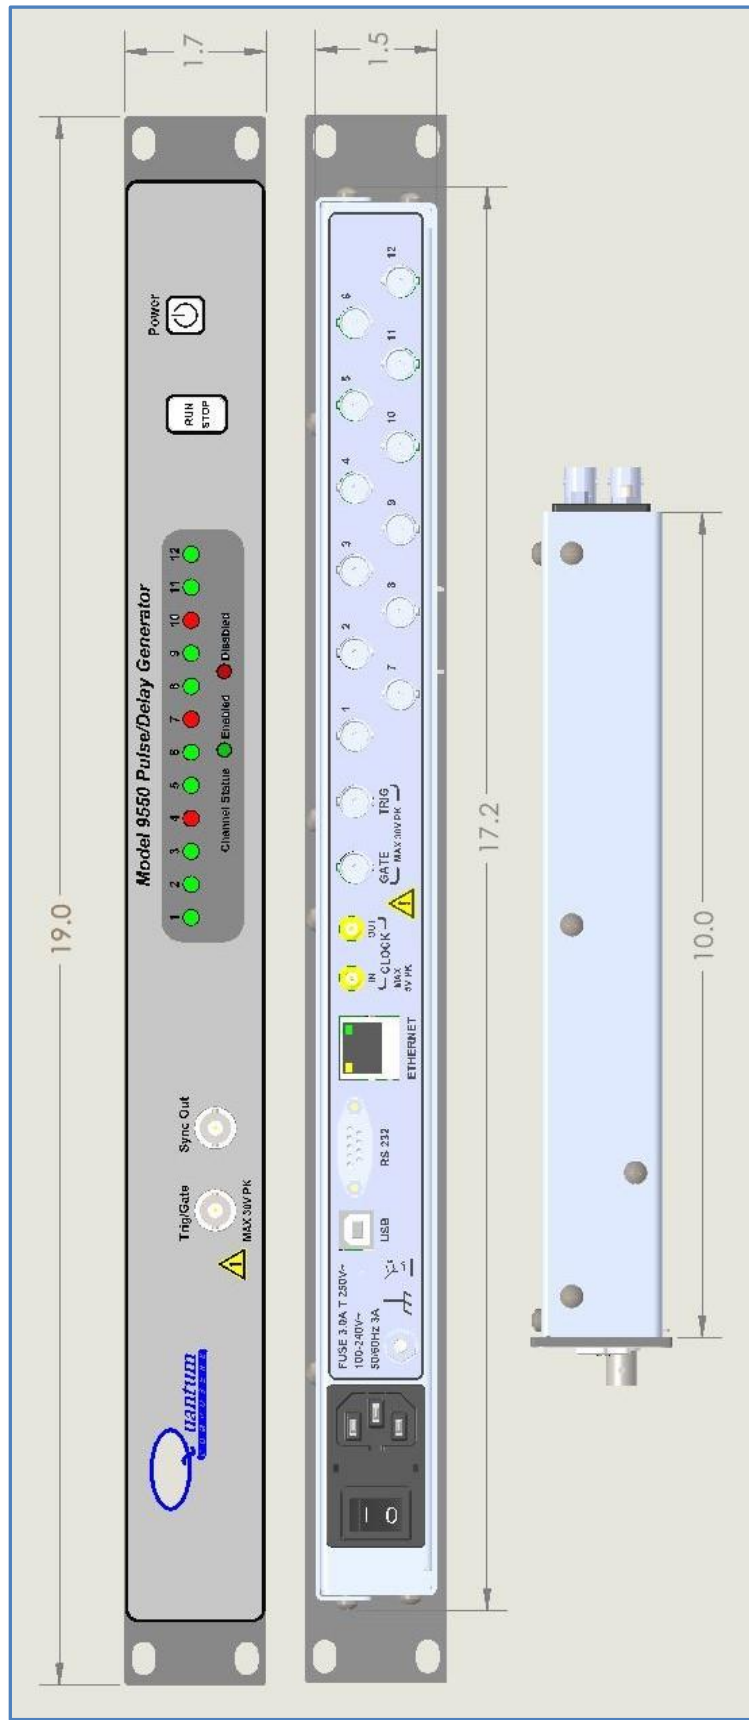 19.0
1.7
Quantum
COMPOSERS
Trig/Gate
MAX 30V PK
Sync Out
Model 9550 Pulse/Delay Generator
1 2 3 4 5 6 7 8 9 10 11 12
Channel Status Enabled Disabled
RUN
STOP
Power
1.5
I O
FUSE 3.0A T 250V~
100-240V~
50/60Hz 3A
USB
RS 232
ETHERNET
IN OUT
CLOCK
MAX
GATE TRIG
MAX 30V PK
1 2 3 4 5 6
7 8 9 10 11 12
17.2
10.0